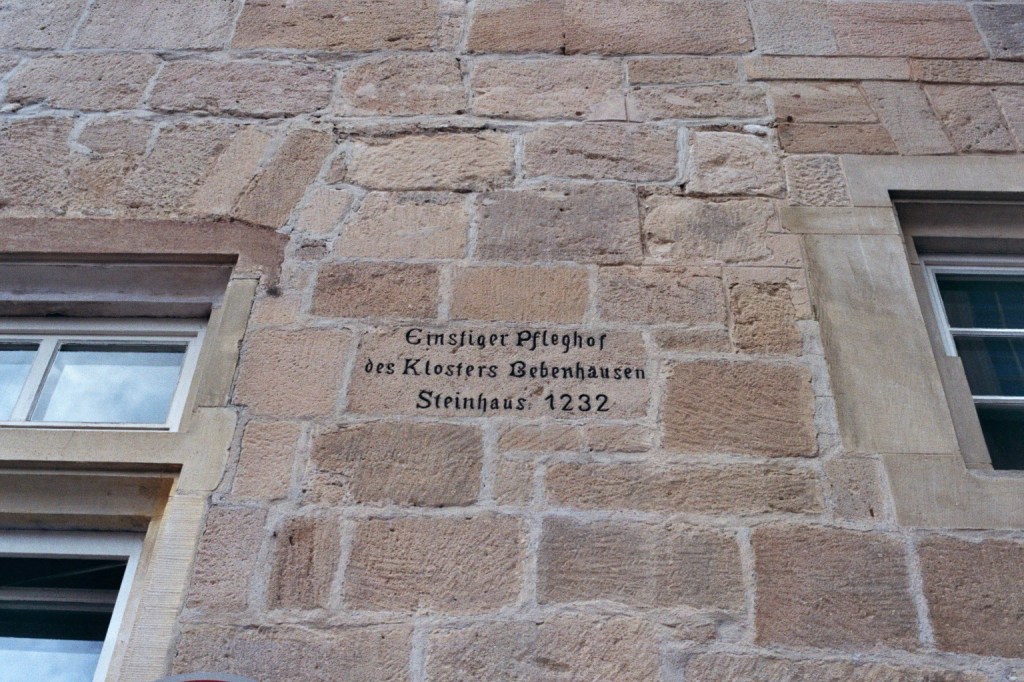 Einstiger Pfleghof
des Klosters Bebenhausen
Steinhaus: 1232